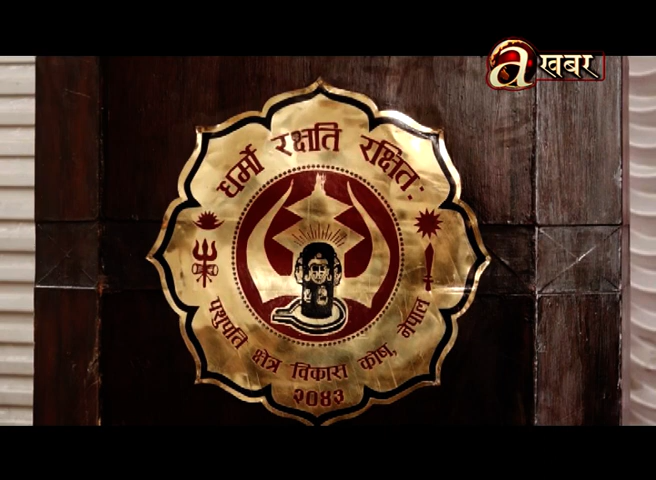 a खबर
धर्मो रक्षति रक्षित:
पशुपति क्षेत्र विकास कोष, नेपाल
२०४३